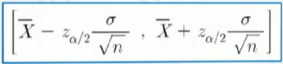 [X̅ − z_{α/2} σ/√n , X̅ + z_{α/2} σ/√n]